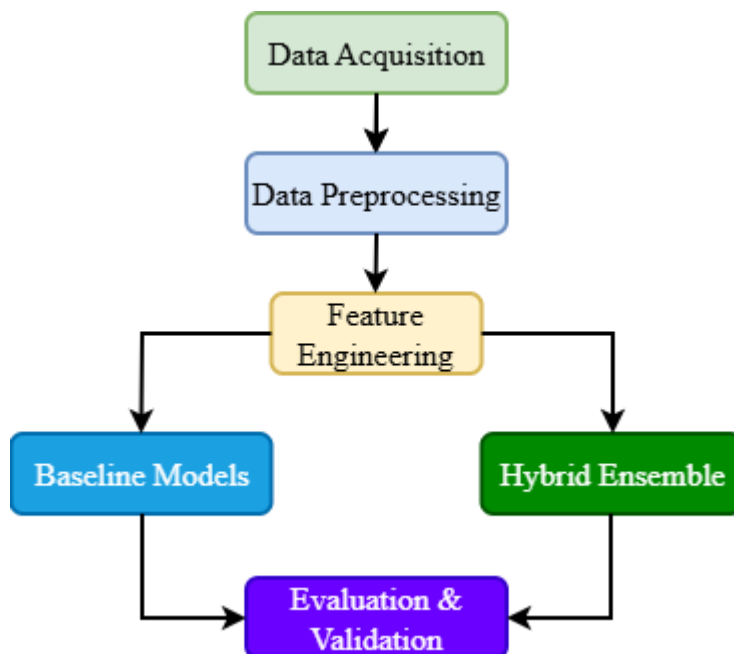 Data Acquisition
Data Preprocessing
Feature
Engineering
Baseline Models
Hybrid Ensemble
Evaluation &
Validation